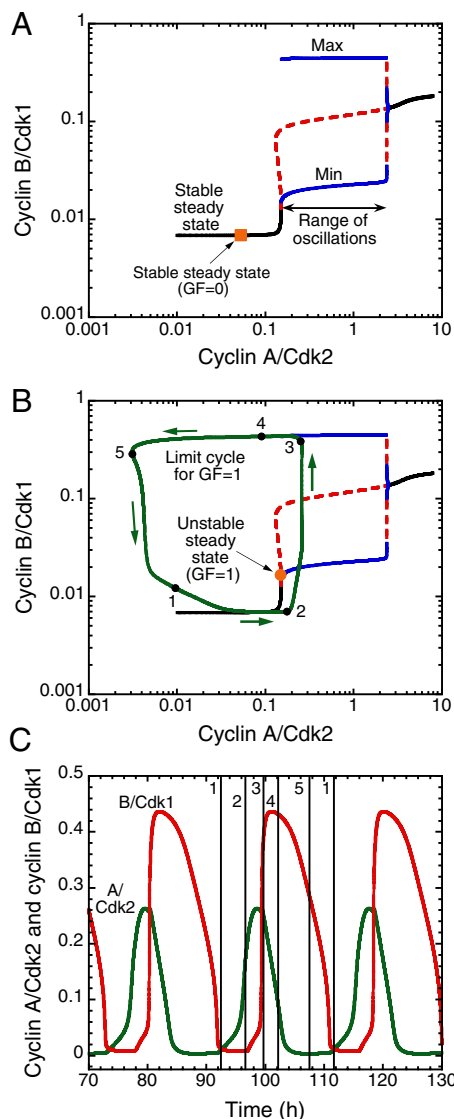 A
Cyclin B/Cdk1
1
0.1
0.01
0.001
Max
Min
Stable
steady
state
Range of
oscillations
Stable steady state
(GF=0)
0.001 0.01 0.1 1 10
Cyclin A/Cdk2
B
Cyclin B/Cdk1
1
0.1
0.01
0.001
4
3
5
Limit cycle
for GF=1
Unstable
steady
state
(GF=1)
1
2
0.001 0.01 0.1 1 10
Cyclin A/Cdk2
C
Cyclin A/Cdk2 and cyclin B/Cdk1
0.5
0.4
0.3
0.2
0.1
0
B/Cdk1
1 2 3 4 5 1
A/
Cdk2
70 80 90 100 110 120 130
Time (h)